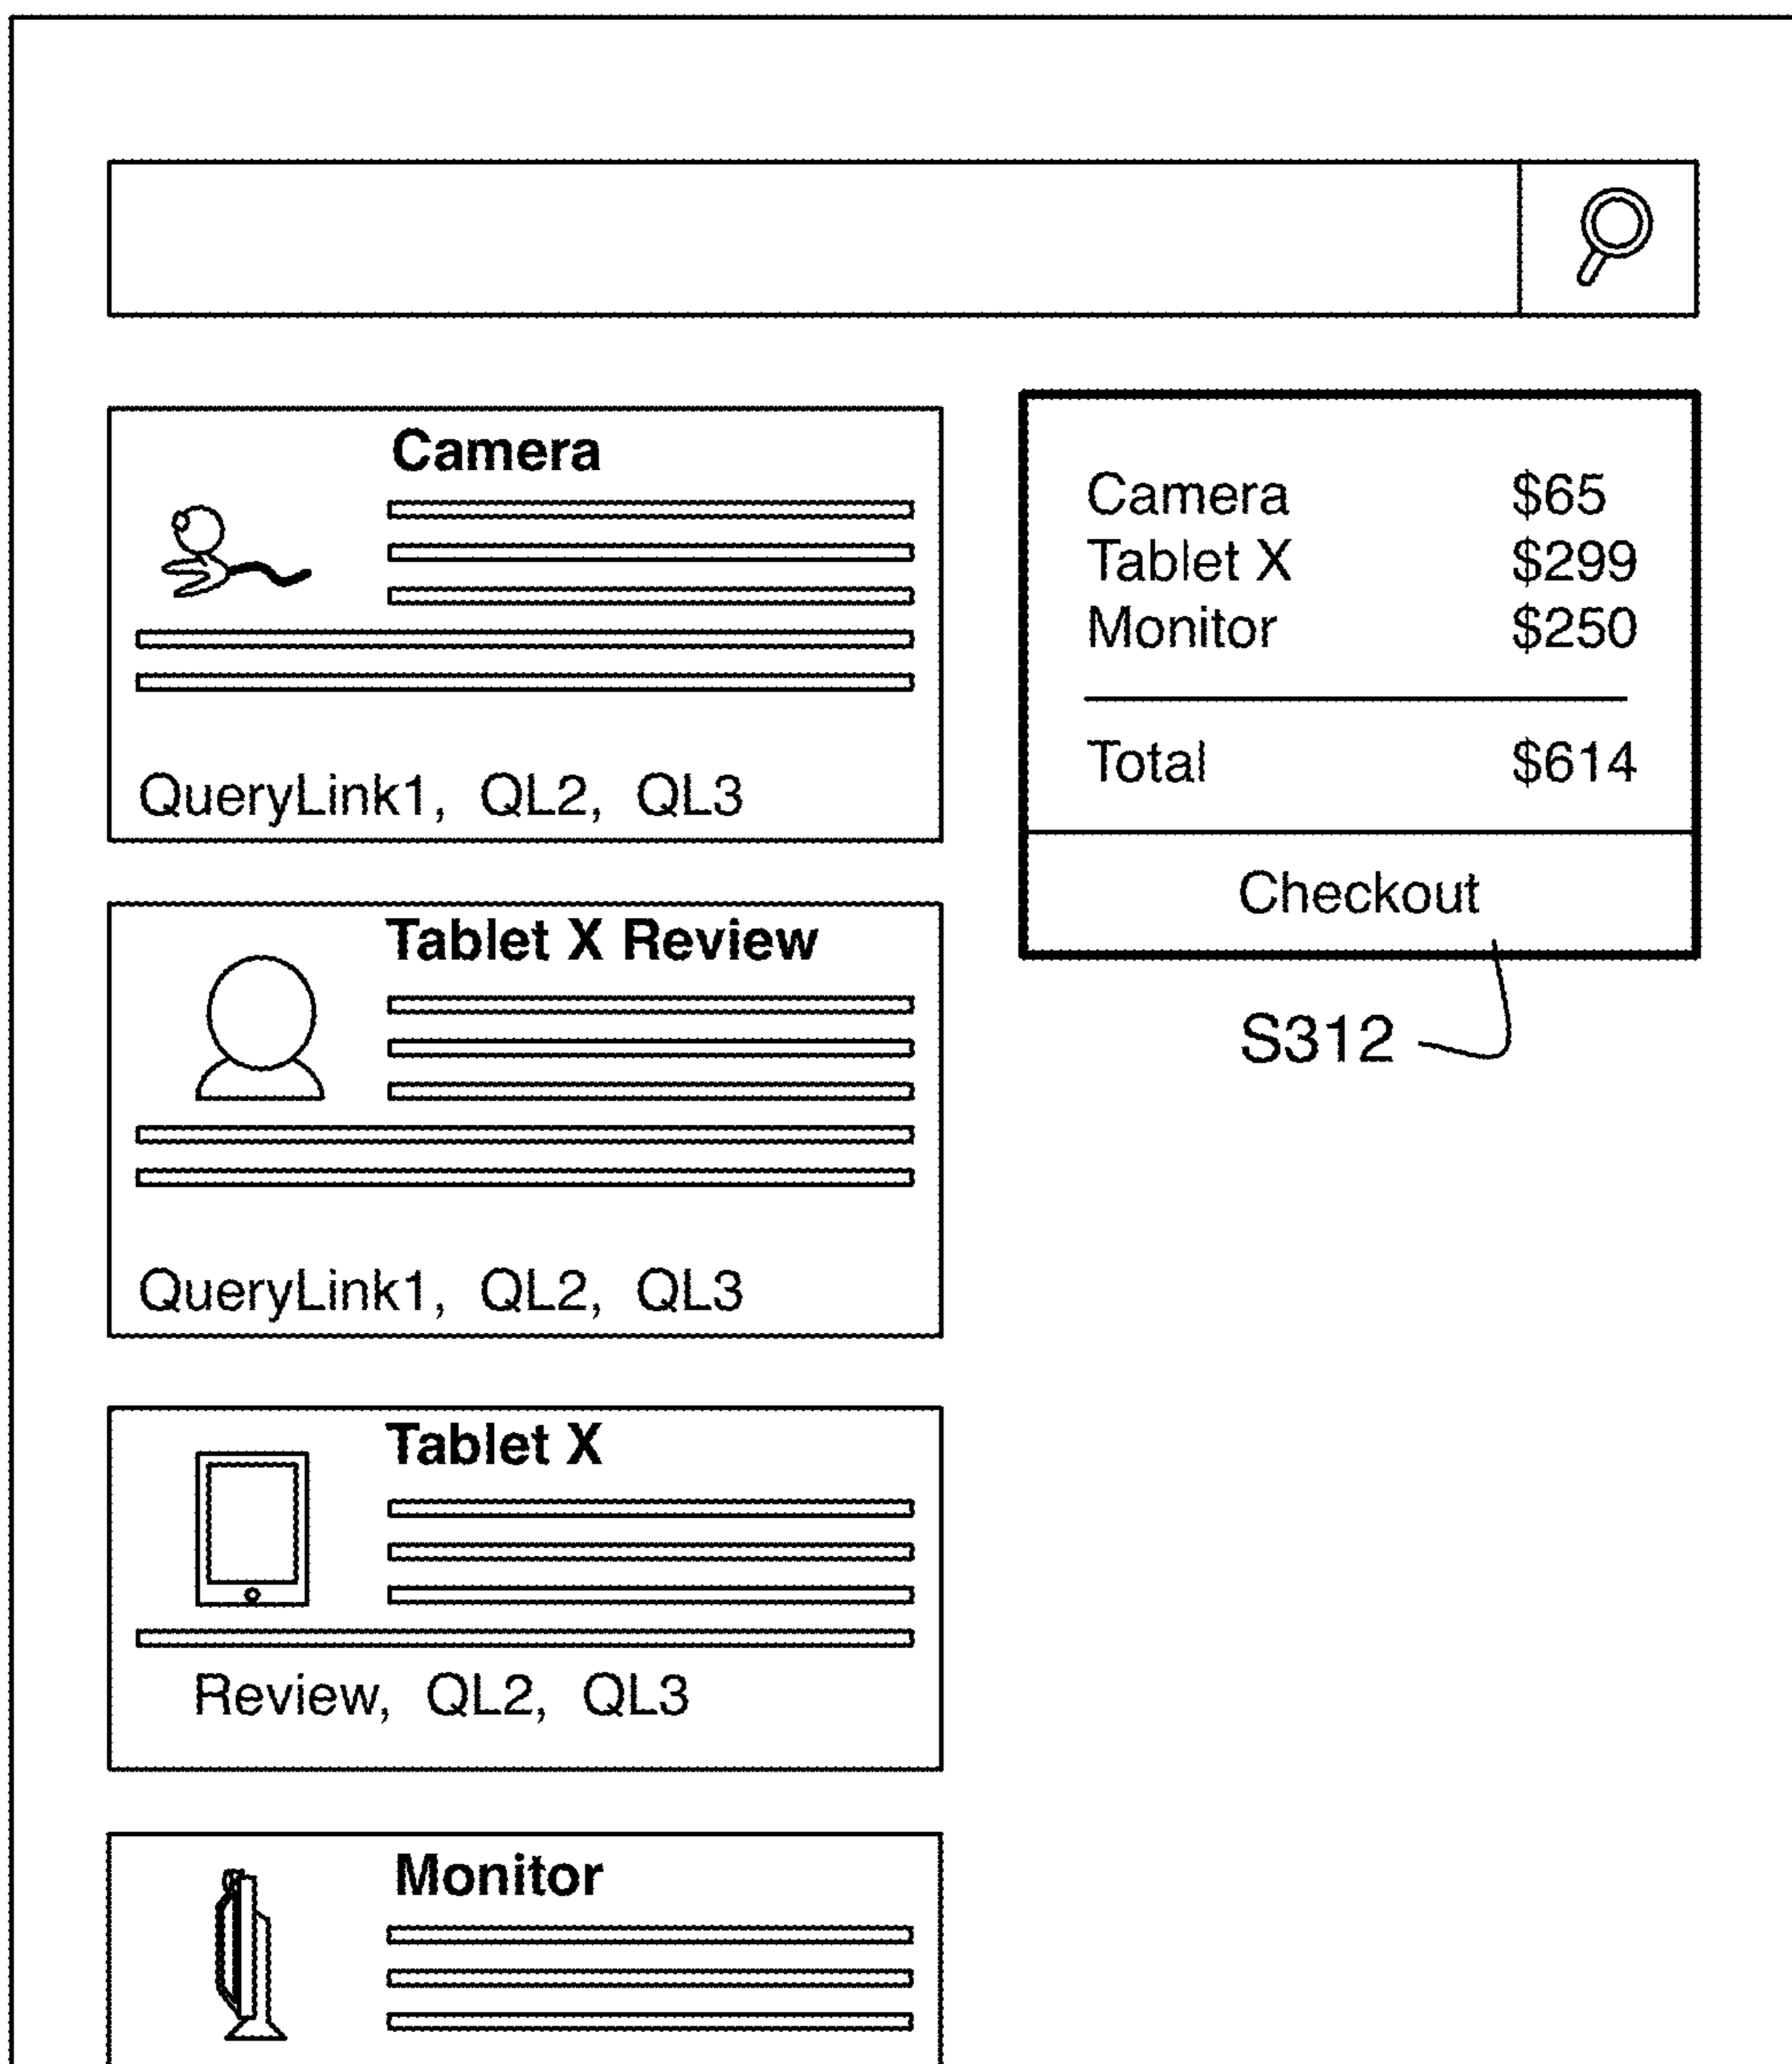 Camera
QueryLink1, QL2, QL3
Tablet X Review
QueryLink1, QL2, QL3
Tablet X
Review, QL2, QL3
Monitor
Camera $65
Tablet X $299
Monitor $250
Total $614
Checkout
S312